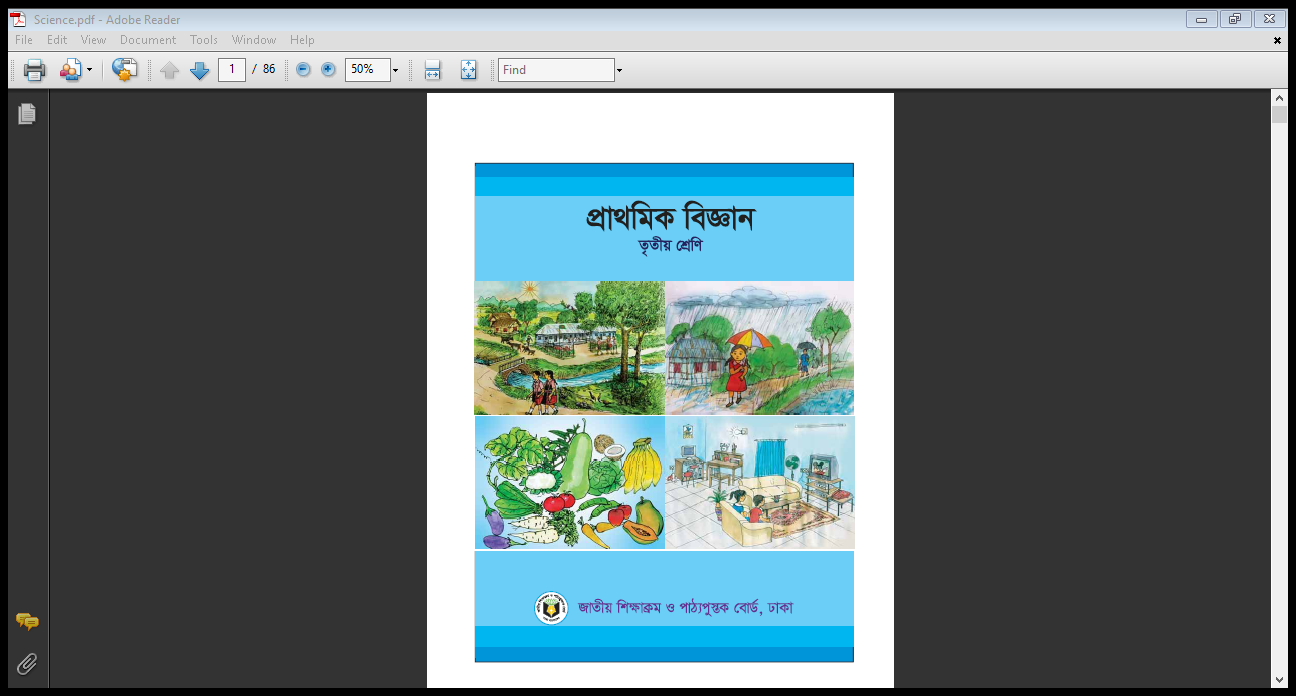 Science.pdf - Adobe Reader
File Edit View Document Tools Window Help
1 / 86 50% Find
প্রাথমিক বিজ্ঞান
তৃতীয় শ্রেণি
জাতীয় শিক্ষাক্রম ও পাঠ্যপুস্তক বোর্ড, ঢাকা